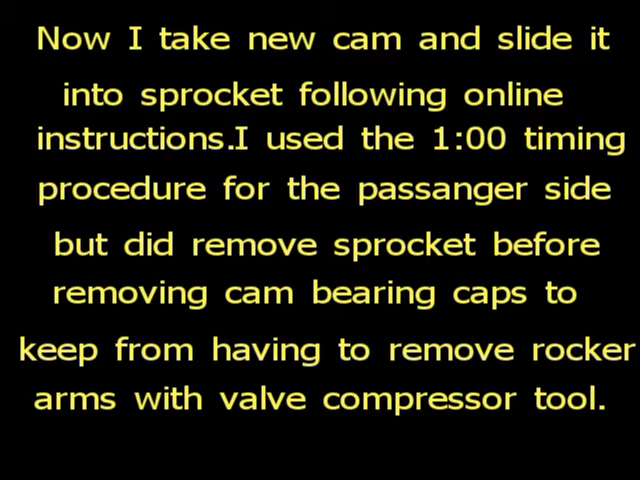 Now I take new cam and slide it
into sprocket following online
instructions.I used the 1:00 timing
procedure for the passanger side
but did remove sprocket before
removing cam bearing caps to
keep from having to remove rocker
arms with valve compressor tool.